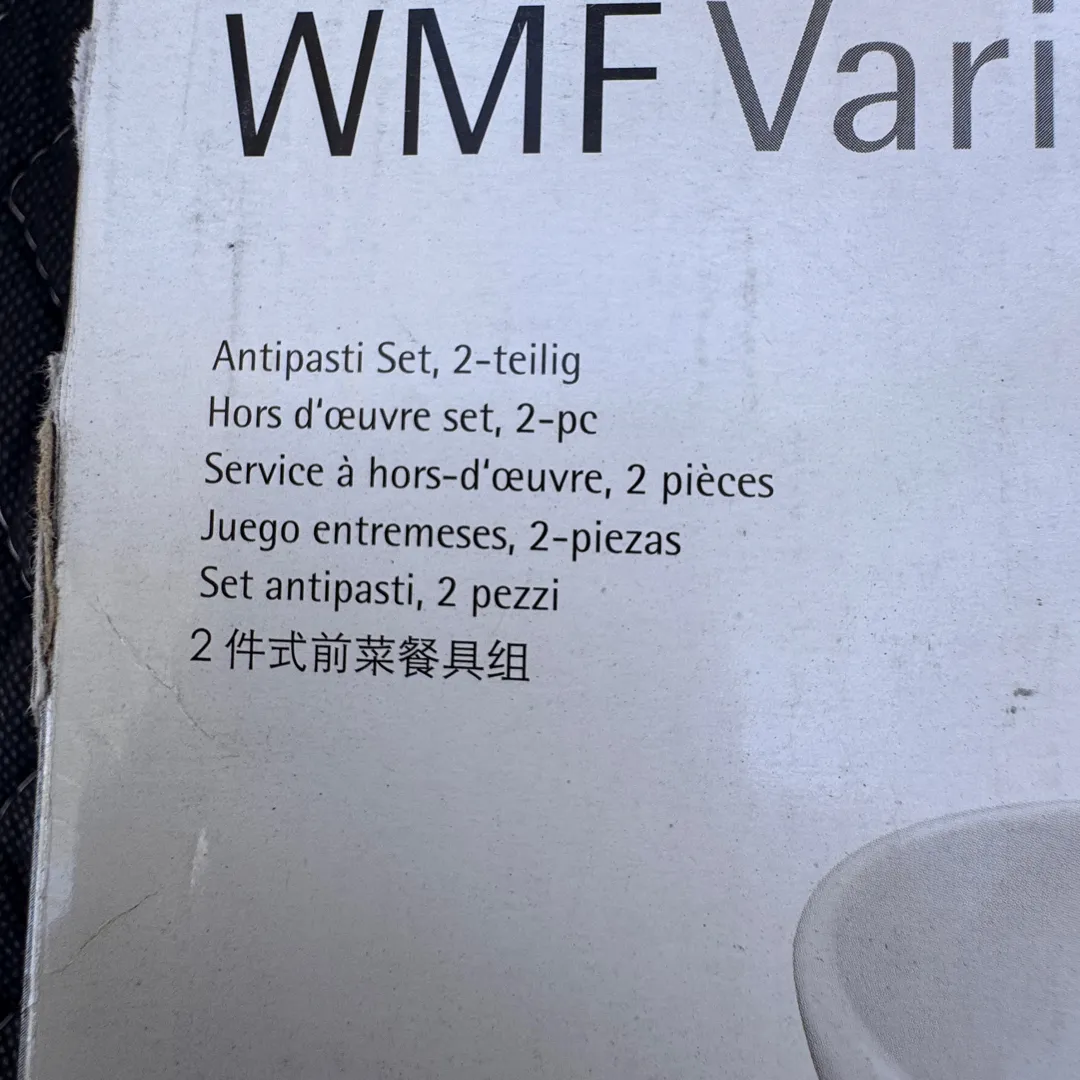 WMF Vari
Antipasti Set, 2-teilig
Hors d‘œuvre set, 2-pc
Service à hors-d‘œuvre, 2 pièces
Juego entremeses, 2-piezas
Set antipasti, 2 pezzi
2 件式前菜餐具组